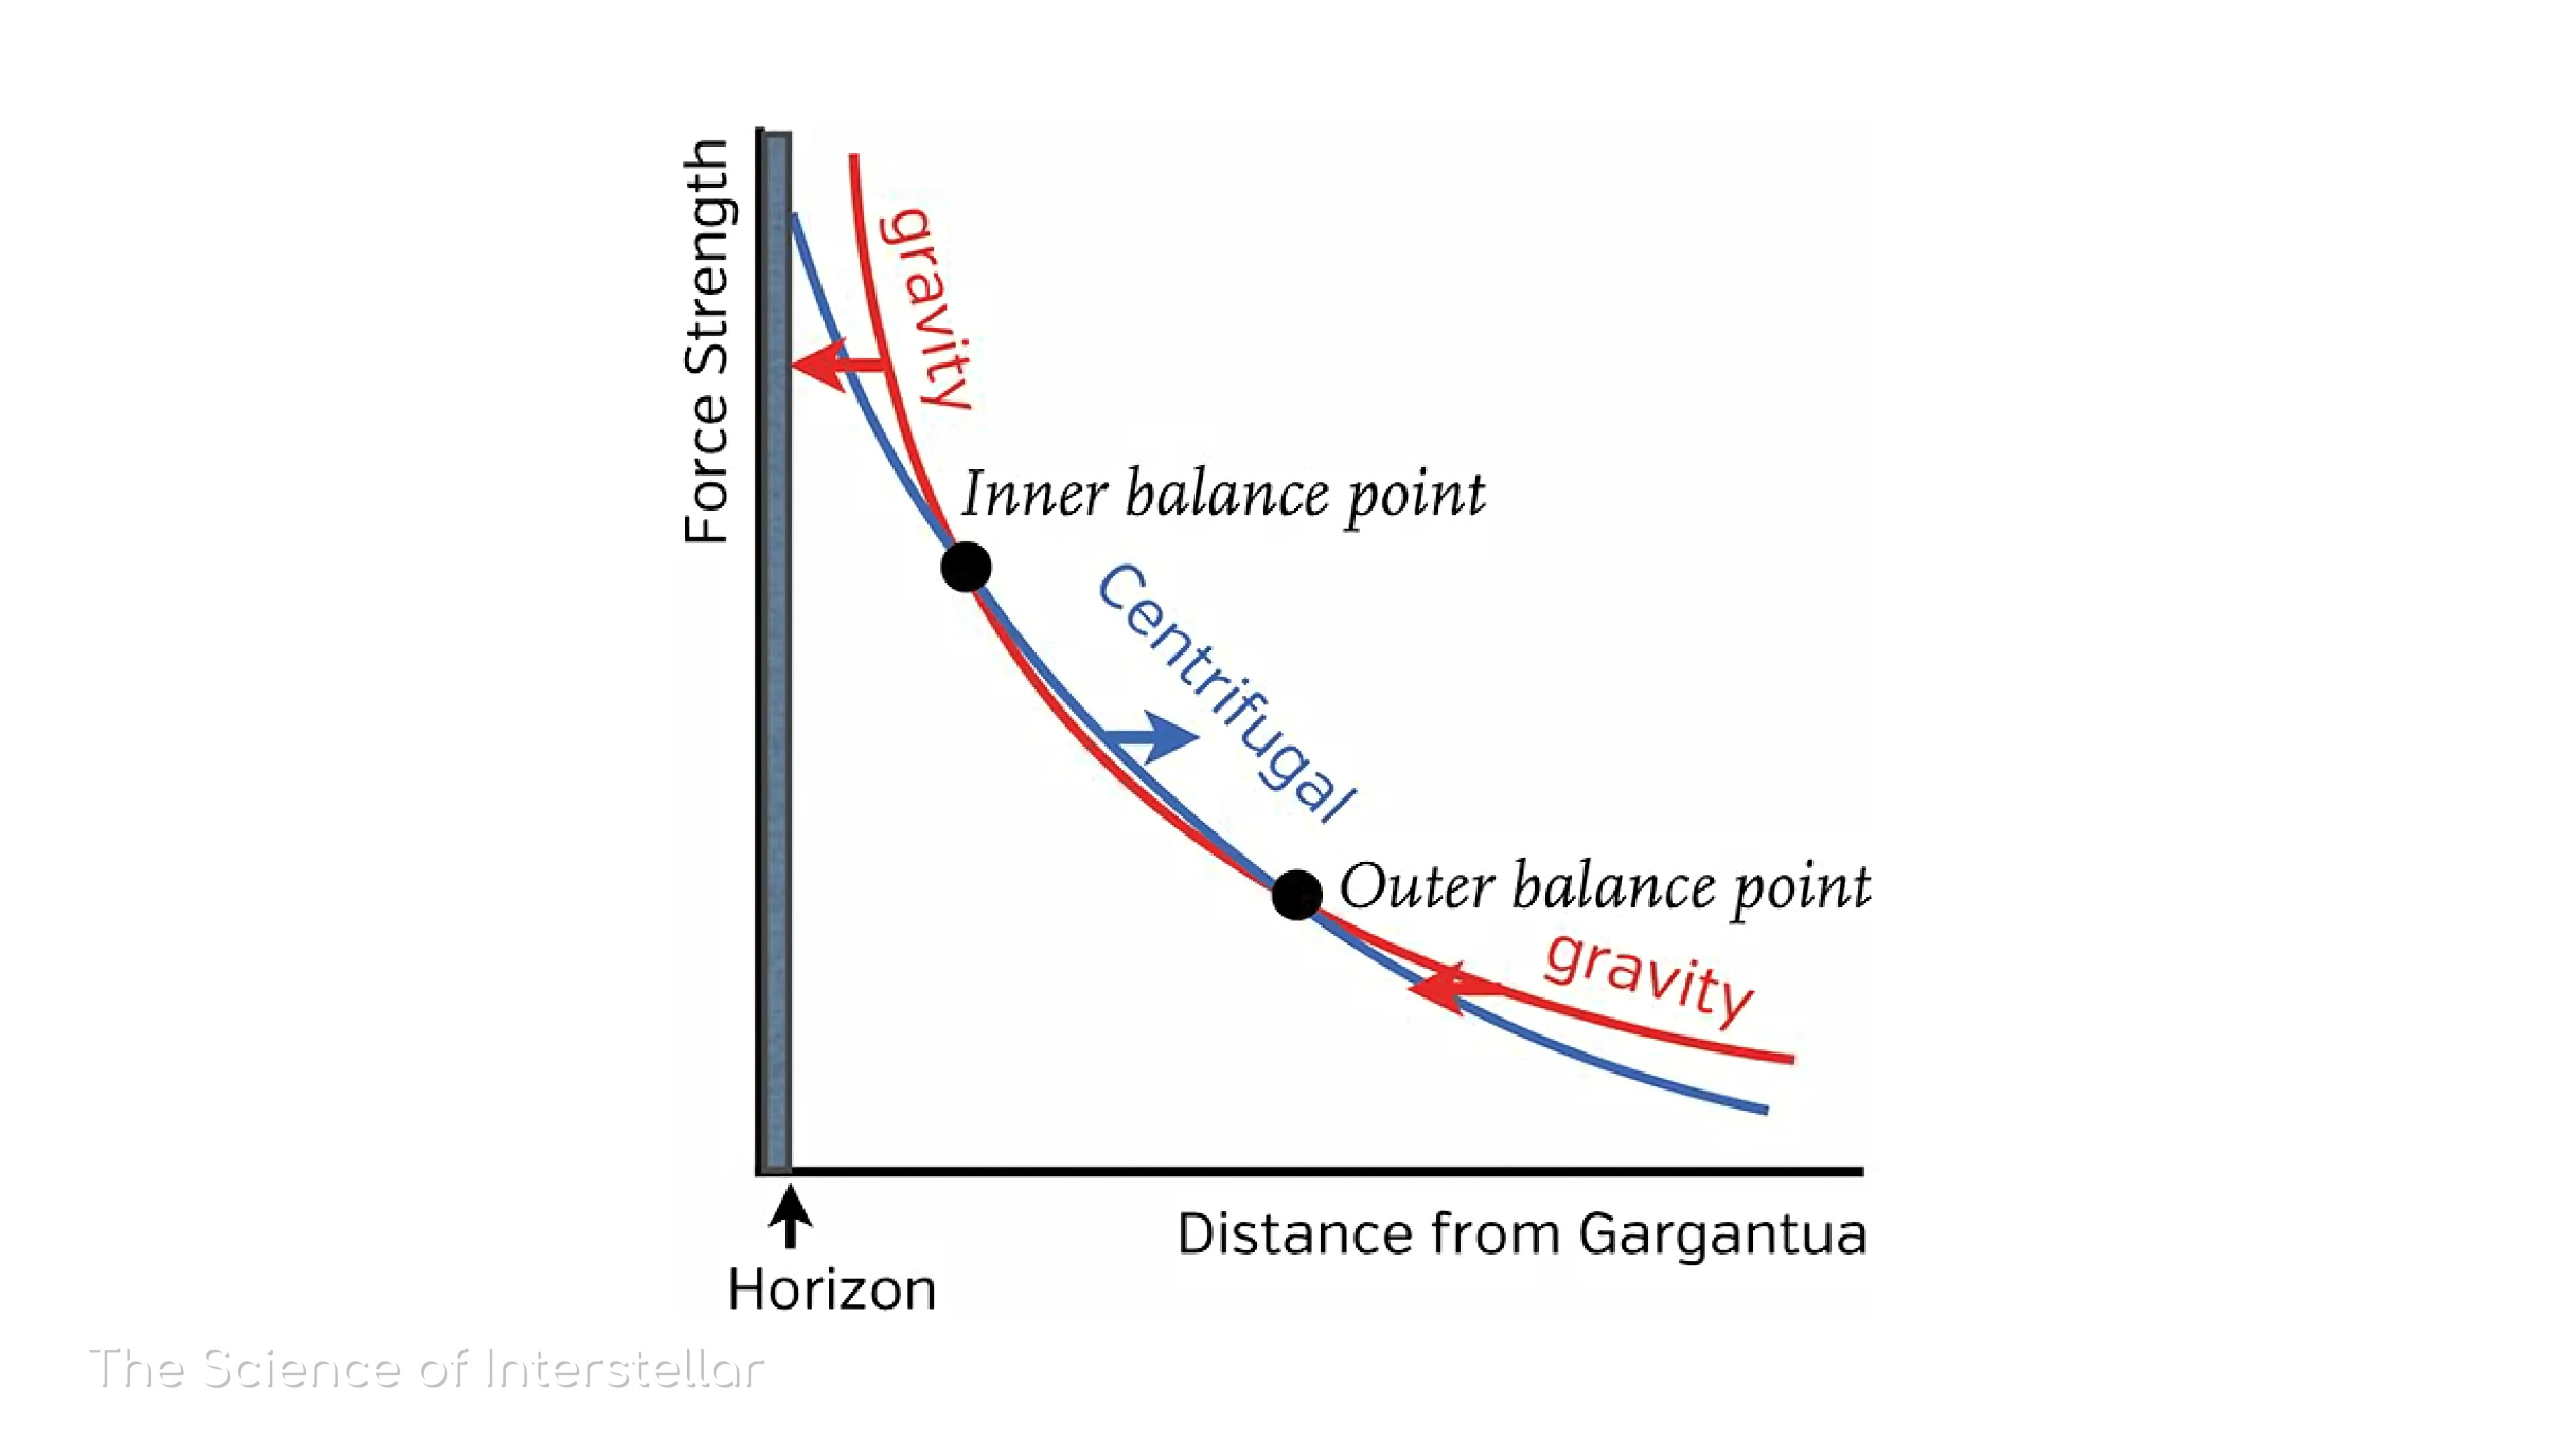 Force Strength
gravity
Inner balance point
Centrifugal
Outer balance point
gravity
Distance from Gargantua
Horizon
The Science of Interstellar